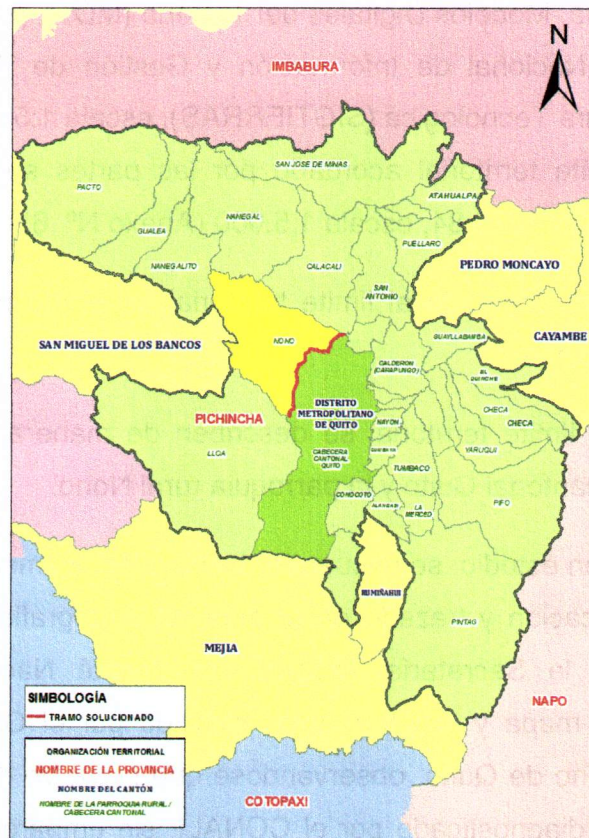 N
IMBABURA
SAN JOSE DE MINAS
PACTO
ATAHUALPA
NANEGAL
GUALEA
PUELLARO
NANEGALITO
CALACALI
PEDRO MONCAYO
SAN
ANTONIO
SAN MIGUEL DE LOS BANCOS
NONO
GUAYLLABAMBA
CAYAMBE
CALDERON
(CARAPUNGO)
EL
QUINCHE
PICHINCHA
DISTRITO
METROPOLITANO
DE QUITO
CHECA
CHECA
NAYON
LLOA
CABECERA
CANTONAL
QUITO
YARUQUI
TUMBACO
CONOCOTO
ALANGASI
LA
MERCED
PIFO
RUMIÑAHUI
PINTAG
MEJIA
NAPO
SIMBOLOGÍA
TRAMO SOLUCIONADO
ORGANIZACIÓN TERRITORIAL
NOMBRE DE LA PROVINCIA
NOMBRE DEL CANTÓN
NOMBRE DE LA PARROQUIA RURAL /
CABECERA CANTONAL
COTOPAXI